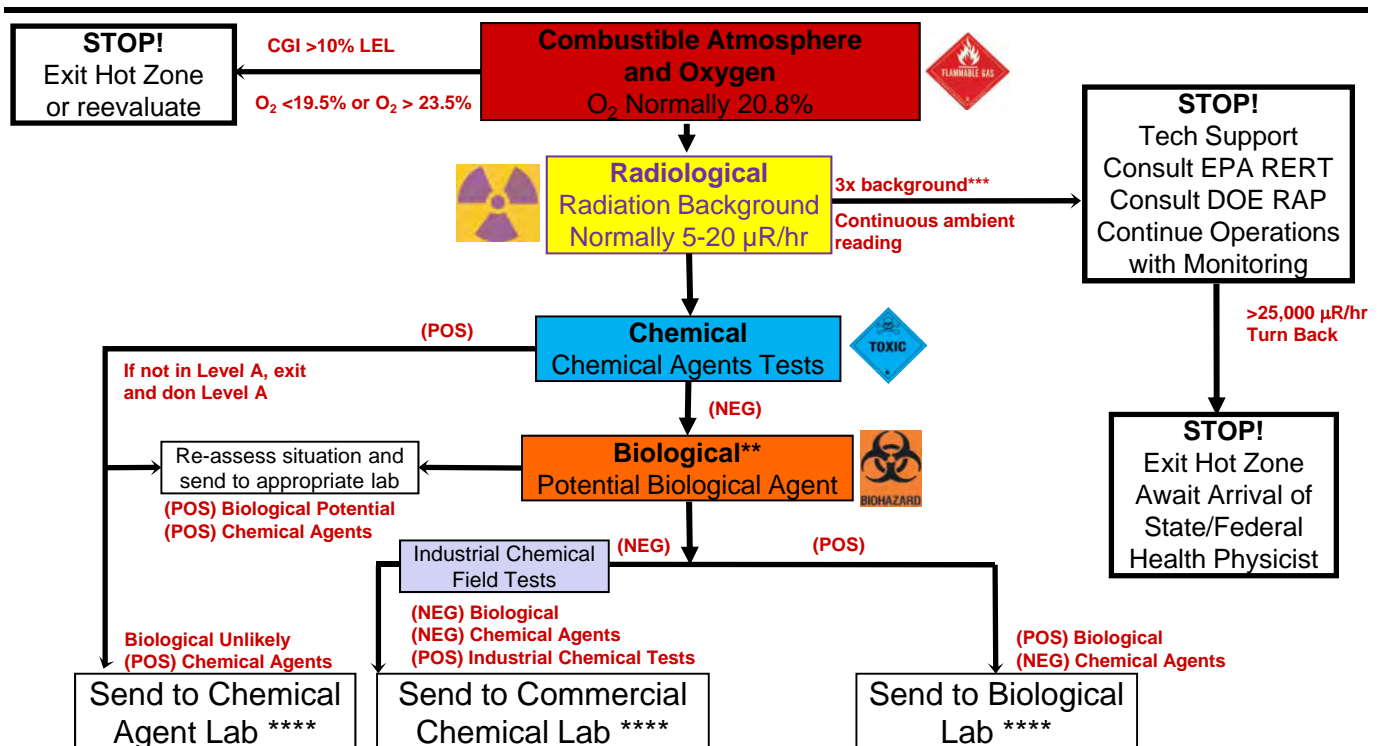 STOP!
Exit Hot Zone
or reevaluate
CGI >10% LEL
O₂ <19.5% or O₂ > 23.5%
Combustible Atmosphere
and Oxygen
O₂ Normally 20.8%
FLAMMABLE GAS
STOP!
Tech Support
Consult EPA RERT
Consult DOE RAP
Continue Operations
with Monitoring
Radiological
Radiation Background
Normally 5-20 µR/hr
3x background***
Continuous ambient
reading
>25,000 µR/hr
Turn Back
(POS)
Chemical
Chemical Agents Tests
TOXIC
If not in Level A, exit
and don Level A
(NEG)
STOP!
Exit Hot Zone
Await Arrival of
State/Federal
Health Physicist
Re-assess situation and
send to appropriate lab
Biological**
Potential Biological Agent
BIOHAZARD
(POS) Biological Potential
(POS) Chemical Agents
Industrial Chemical
Field Tests
(NEG)
(POS)
(NEG) Biological
(NEG) Chemical Agents
(POS) Industrial Chemical Tests
Biological Unlikely
(POS) Chemical Agents
(POS) Biological
(NEG) Chemical Agents
Send to Chemical
Agent Lab ****
Send to Commercial
Chemical Lab ****
Send to Biological
Lab ****